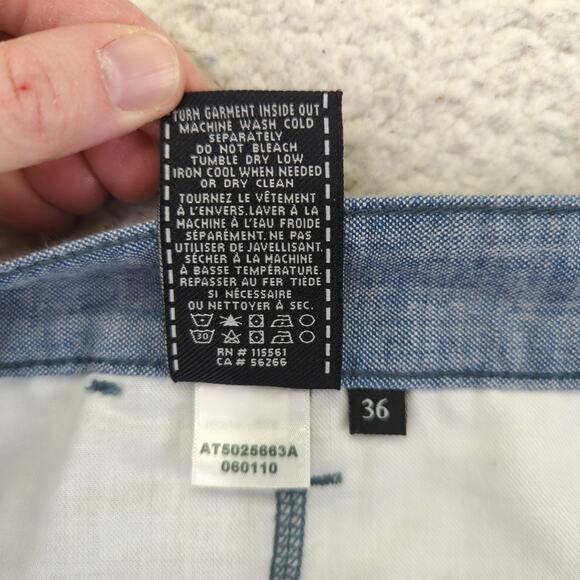 TURN GARMENT INSIDE OUT
MACHINE WASH COLD
SEPARATELY
DO NOT BLEACH
TUMBLE DRY LOW
IRON COOL WHEN NEEDED
OR DRY CLEAN
TOURNEZ LE VÊTEMENT
À L'ENVERS.LAVER À LA
MACHINE À L'EAU FROIDE
SÉPARÉMENT. NE PAS
UTILISER DE JAVELLISANT.
SÉCHER À LA MACHINE
À BASSE TEMPÉRATURE.
REPASSER AU FER TIÈDE
SI NÉCESSAIRE
OU NETTOYER À SEC.
30
RN # 115561
CA # 56266
36
AT5025663A
060110